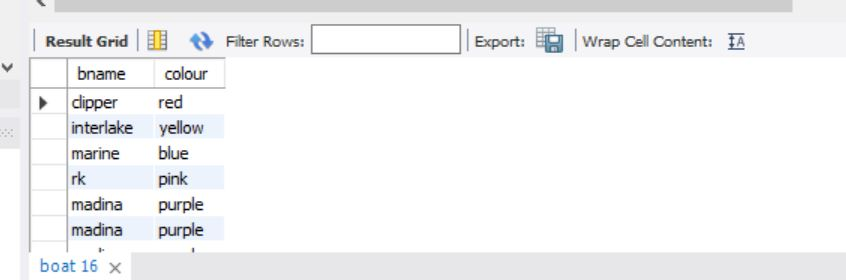 Result Grid Filter Rows: Export: Wrap Cell Content: IA
bname colour
clipper red
interlake yellow
marine blue
rk pink
madina purple
madina purple
boat 16 ×